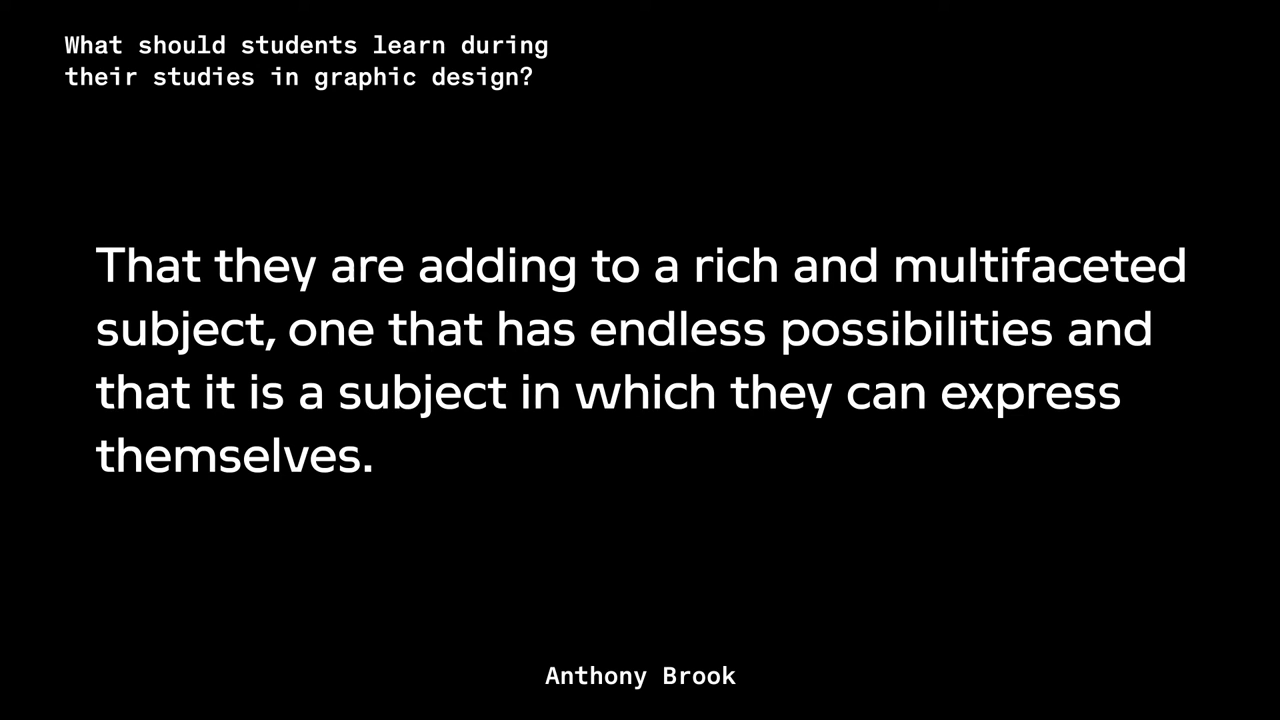 What should students learn during
their studies in graphic design?
That they are adding to a rich and multifaceted
subject, one that has endless possibilities and
that it is a subject in which they can express
themselves.
Anthony Brook